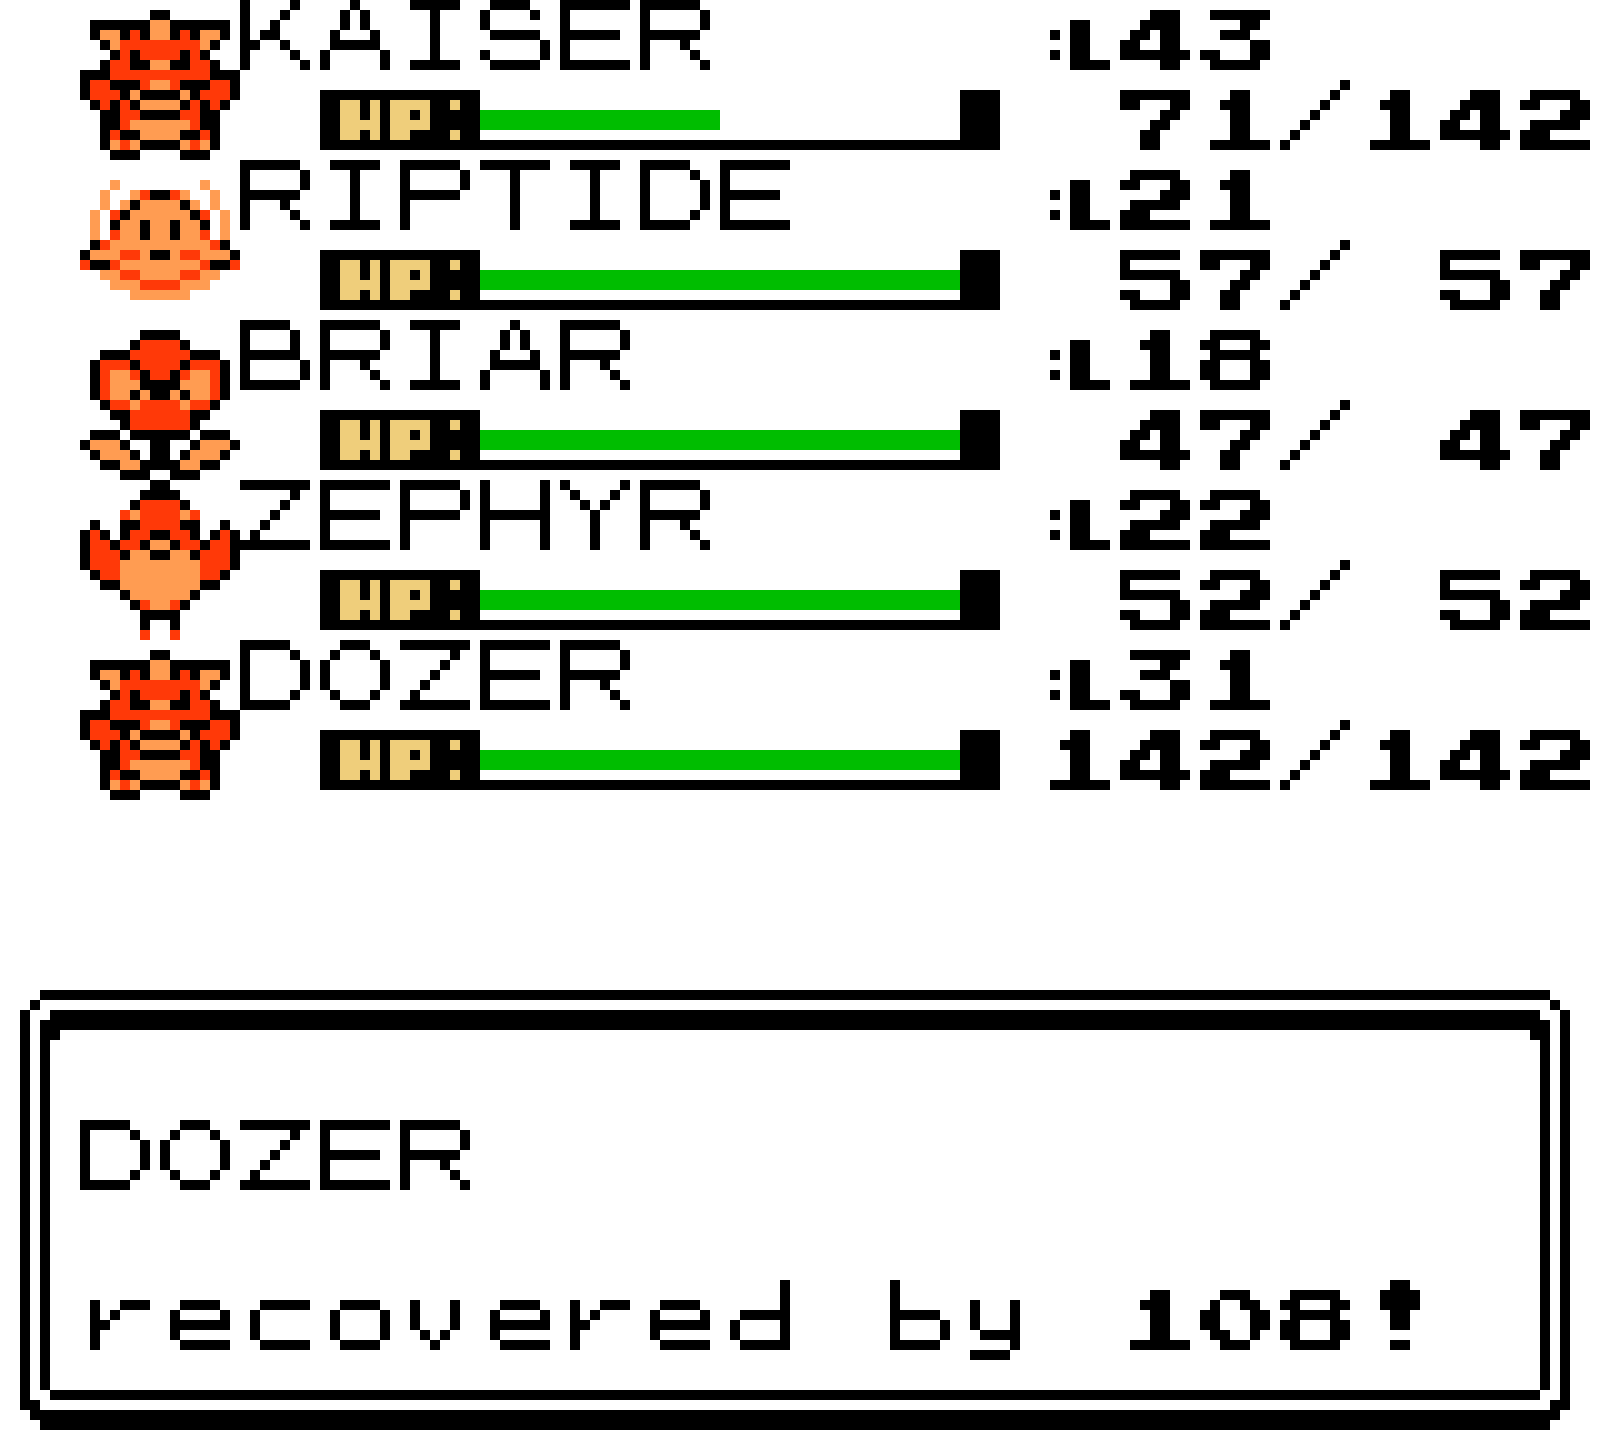 KAISER :L43
HP: 71/142
RIPTIDE :L21
HP: 57/ 57
BRIAR :L18
HP: 47/ 47
ZEPHYR :L22
HP: 52/ 52
DOZER :L31
HP: 142/142
DOZER
recovered by 108!